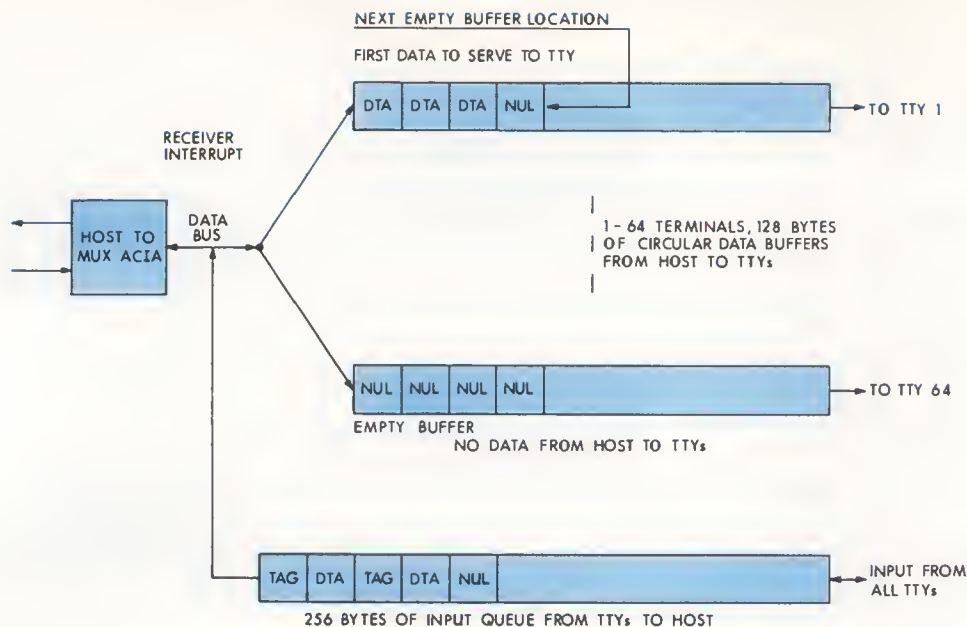 NEXT EMPTY BUFFER LOCATION
FIRST DATA TO SERVE TO TTY
DTA DTA DTA NUL
TO TTY 1
RECEIVER
INTERRUPT
HOST TO
MUX ACIA
DATA
BUS
1-64 TERMINALS, 128 BYTES
OF CIRCULAR DATA BUFFERS
FROM HOST TO TTYs
NUL NUL NUL NUL
TO TTY 64
EMPTY BUFFER
NO DATA FROM HOST TO TTYs
TAG DTA TAG DTA NUL
INPUT FROM
ALL TTYs
256 BYTES OF INPUT QUEUE FROM TTYs TO HOST